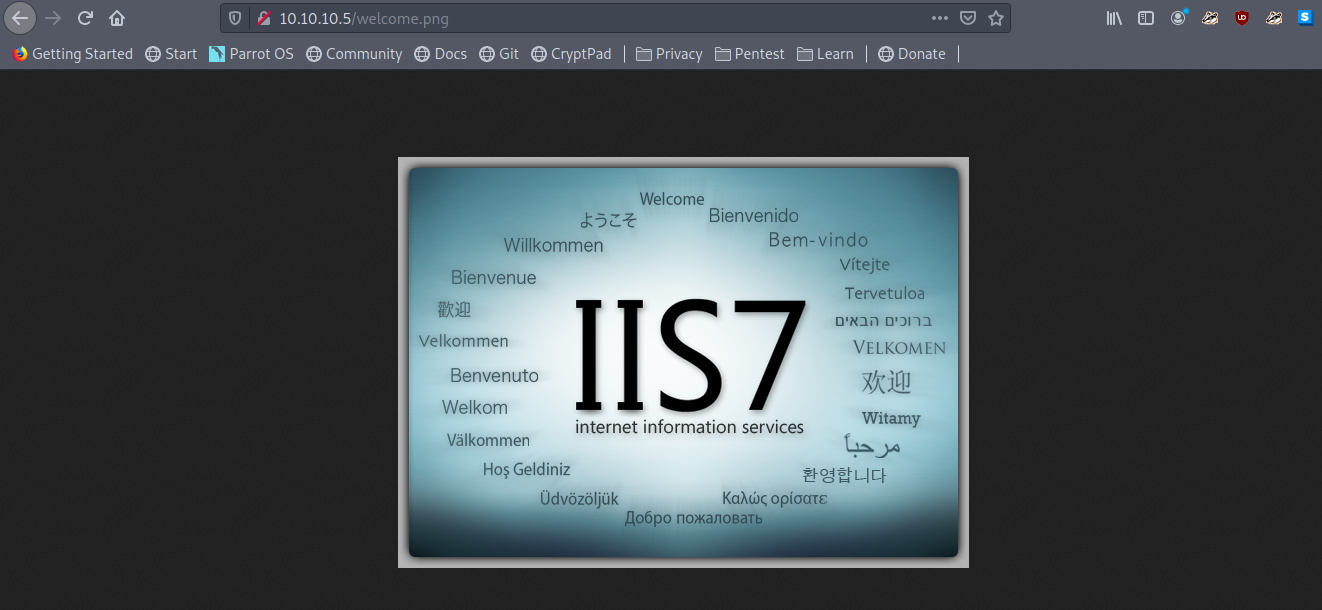 10.10.10.5/welcome.png
Getting Started Start Parrot OS Community Docs Git CryptPad Privacy Pentest Learn Donate
Welcome
ようこそ
Bienvenido
Willkommen
Bem-vindo
Bienvenue
Vítejte
歡迎
Tervetuloa
Velkommen
ברוכים הבאים
VELKOMEN
Benvenuto
欢迎
Welkom
Witamy
Välkommen
مرحباً
Hoş Geldiniz
환영합니다
Üdvözöljük
Καλώς ορίσατε
Добро пожаловать
IIS7
internet information services